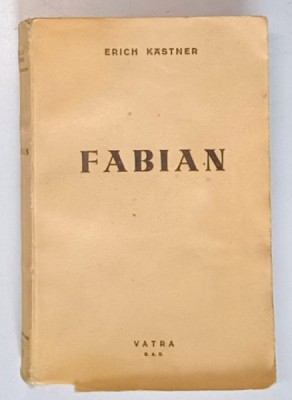 ERICH KÄSTNER
FABIAN
VATRA
S.A.R.